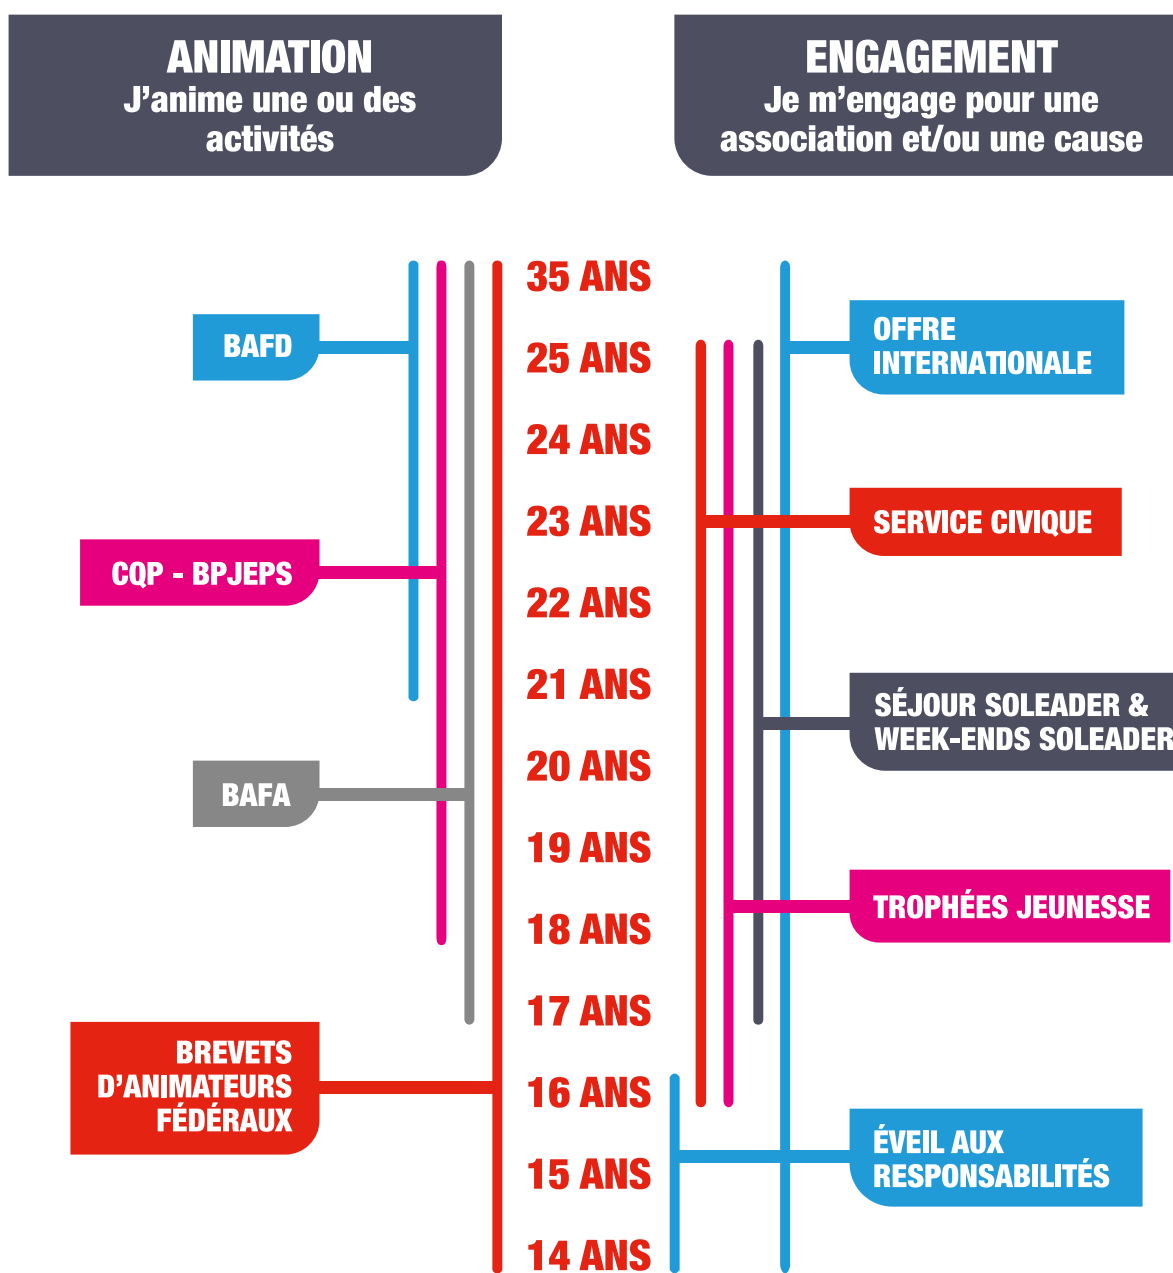 ANIMATION
J’anime une ou des
activités
ENGAGEMENT
Je m’engage pour une
association et/ou une cause
35 ANS
25 ANS
24 ANS
23 ANS
22 ANS
21 ANS
20 ANS
19 ANS
18 ANS
17 ANS
16 ANS
15 ANS
14 ANS
BAFD
CQP - BPJEPS
BAFA
BREVETS
D’ANIMATEURS
FÉDÉRAUX
OFFRE
INTERNATIONALE
SERVICE CIVIQUE
SÉJOUR SOLEADER &
WEEK-ENDS SOLEADER
TROPHÉES JEUNESSE
ÉVEIL AUX
RESPONSABILITÉS